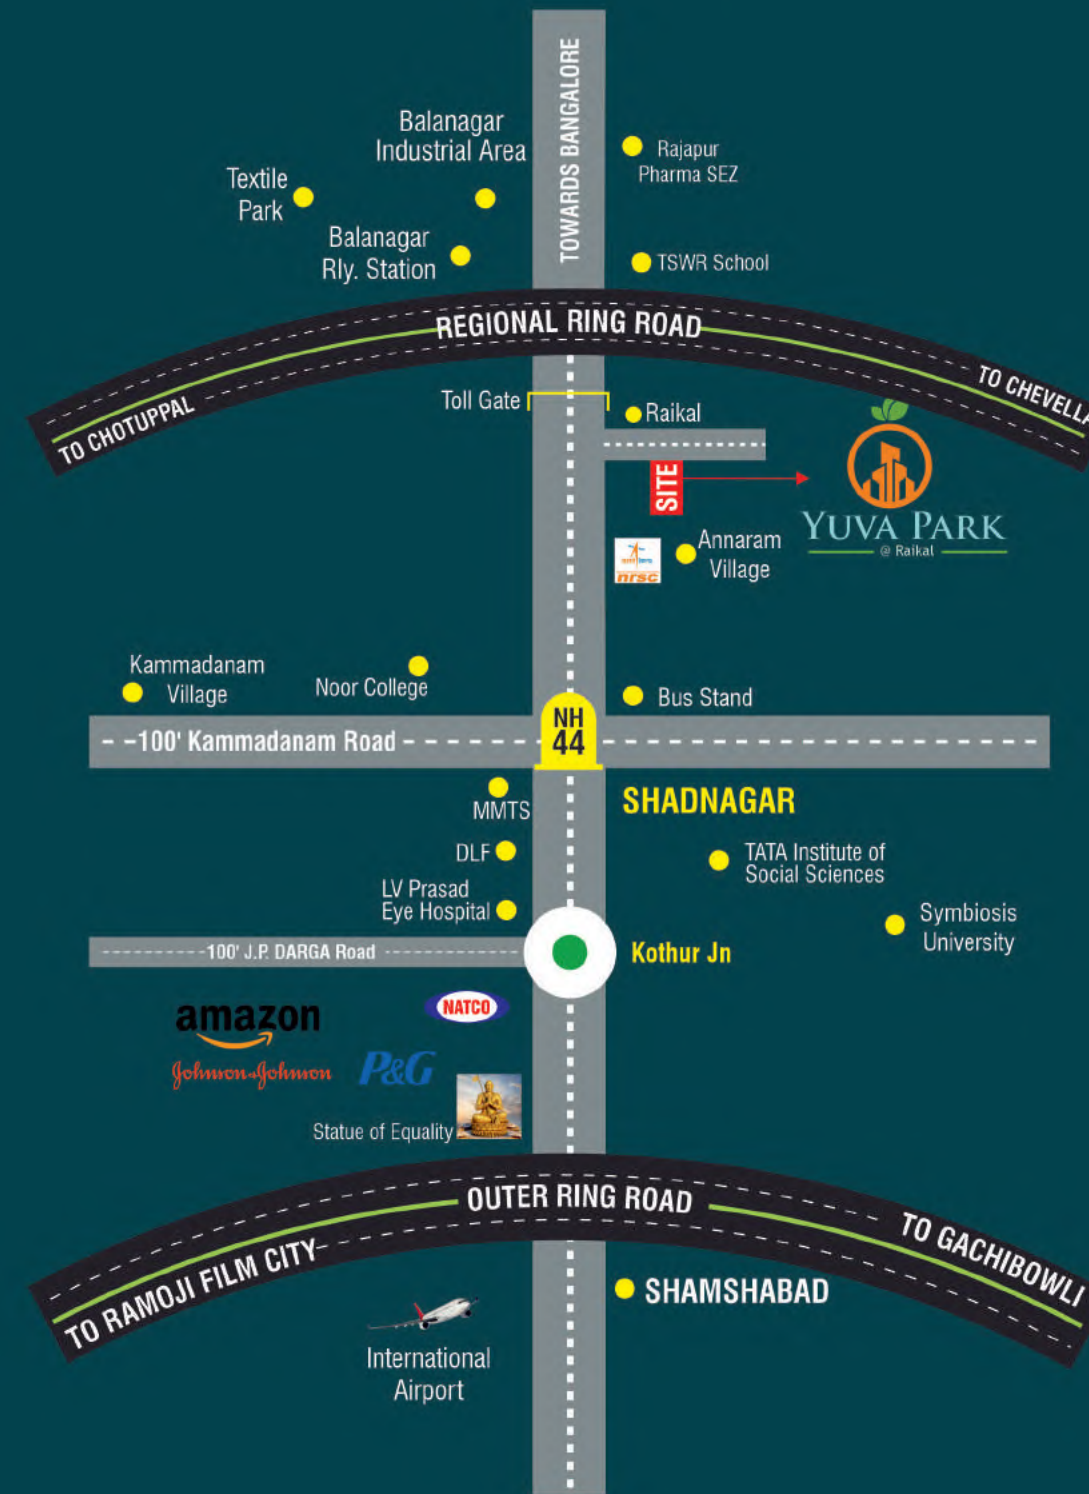 TOWARDS BANGALORE
Balanagar
Industrial Area
Rajapur
Pharma SEZ
Textile
Park
Balanagar
Rly. Station
TSWR School
REGIONAL RING ROAD
TO CHOTUPPAL
TO CHEVELLA
Toll Gate
Raikal
SITE
YUVA PARK
@ Raikal
nrsc
Annaram
Village
Kammadanam
Village
Noor College
Bus Stand
100' Kammadanam Road
NH
44
MMTS
SHADNAGAR
DLF
TATA Institute of
Social Sciences
LV Prasad
Eye Hospital
Symbiosis
University
100' J.P. DARGA Road
Kothur Jn
amazon
NATCO
Johnson & Johnson
P&G
Statue of Equality
OUTER RING ROAD
TO RAMOJI FILM CITY
TO GACHIBOWLI
SHAMSHABAD
International
Airport